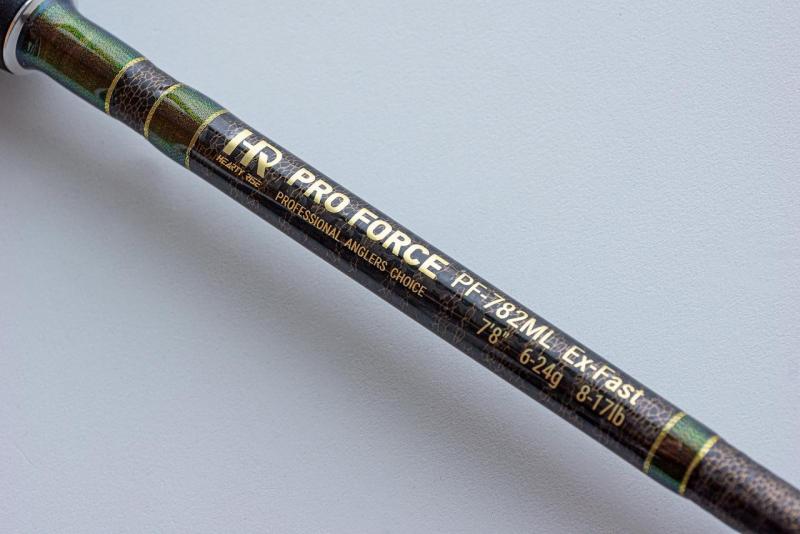 HR PRO FORCE PF-782ML Ex-Fast
HEARTY RISE PROFESSIONAL ANGLERS CHOICE 7'8" 6-24g 8-17lb